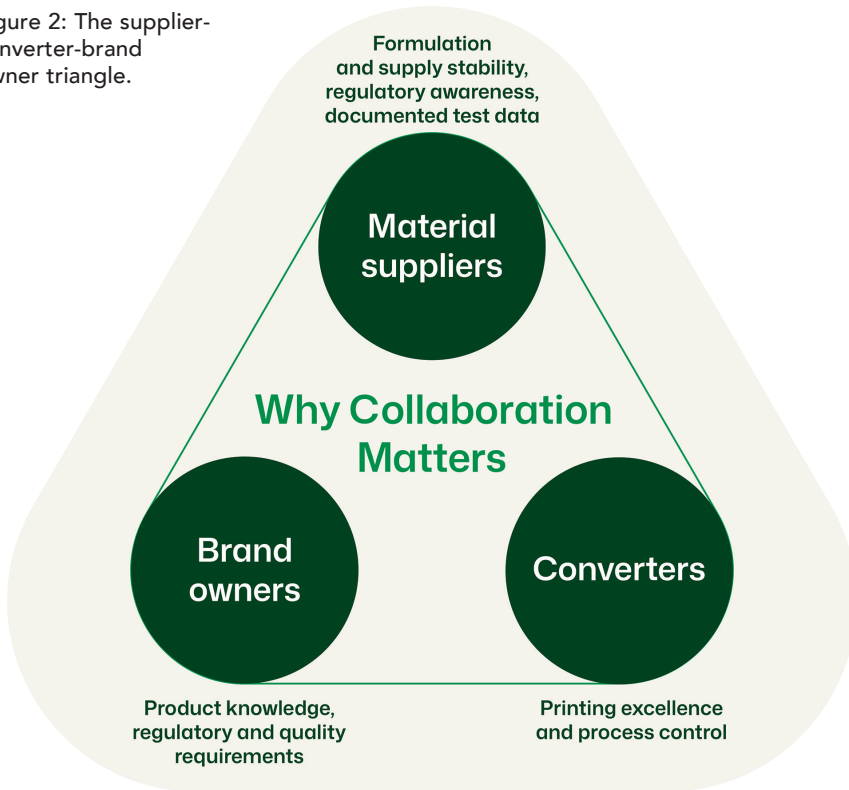 gure 2: The supplier-
nverter-brand
ner triangle.
Formulation
and supply stability,
regulatory awareness,
documented test data
Material
suppliers
Why Collaboration
Matters
Brand
owners
Converters
Product knowledge,
regulatory and quality
requirements
Printing excellence
and process control